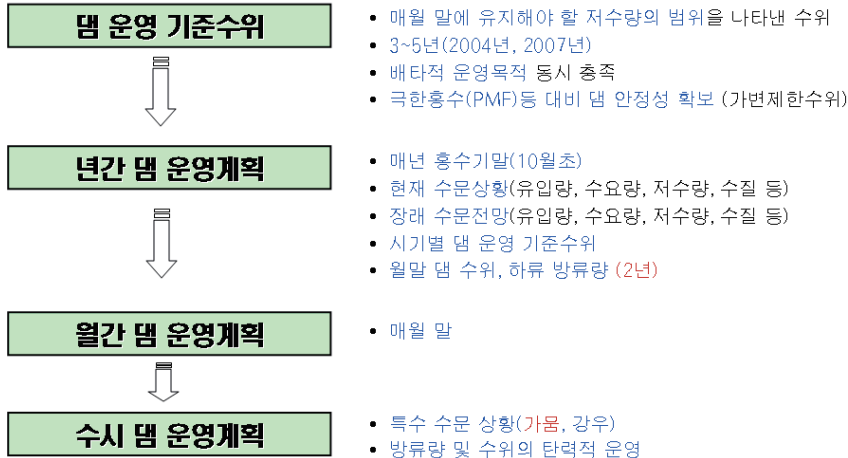 댐 운영 기준수위
• 매월 말에 유지해야 할 저수량의 범위을 나타낸 수위
• 3~5년(2004년, 2007년)
• 배타적 운영목적 동시 충족
• 극한홍수(PMF)등 대비 댐 안정성 확보 (가변제한수위)
년간 댐 운영계획
• 매년 홍수기말(10월초)
• 현재 수문상황(유입량, 수요량, 저수량, 수질 등)
• 장래 수문전망(유입량, 수요량, 저수량, 수질 등)
• 시기별 댐 운영 기준수위
• 월말 댐 수위, 하류 방류량 (2년)
월간 댐 운영계획
• 매월 말
수시 댐 운영계획
• 특수 수문 상황(가뭄, 강우)
• 방류량 및 수위의 탄력적 운영